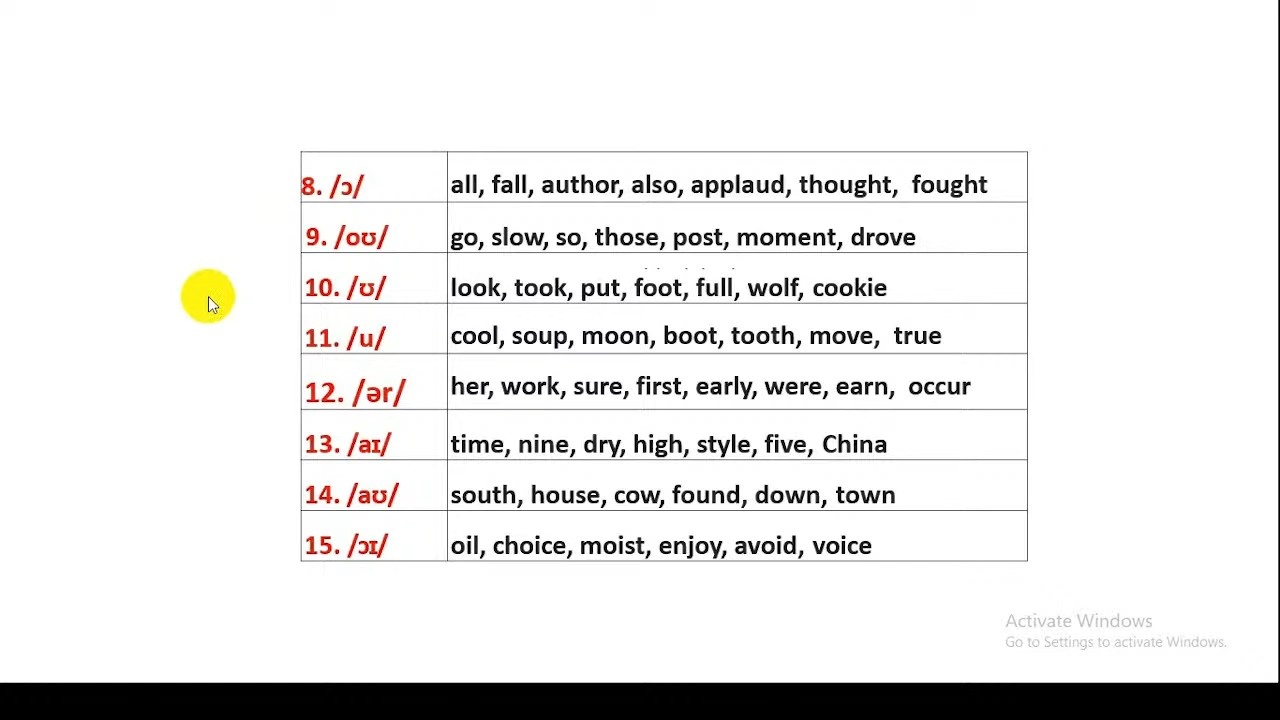 8. /ɔ/ all, fall, author, also, applaud, thought, fought
9. /oʊ/ go, slow, so, those, post, moment, drove
10. /ʊ/ look, took, put, foot, full, wolf, cookie
11. /u/ cool, soup, moon, boot, tooth, move, true
12. /ər/ her, work, sure, first, early, were, earn, occur
13. /aɪ/ time, nine, dry, high, style, five, China
14. /aʊ/ south, house, cow, found, down, town
15. /ɔɪ/ oil, choice, moist, enjoy, avoid, voice
Activate Windows
Go to Settings to activate Windows.